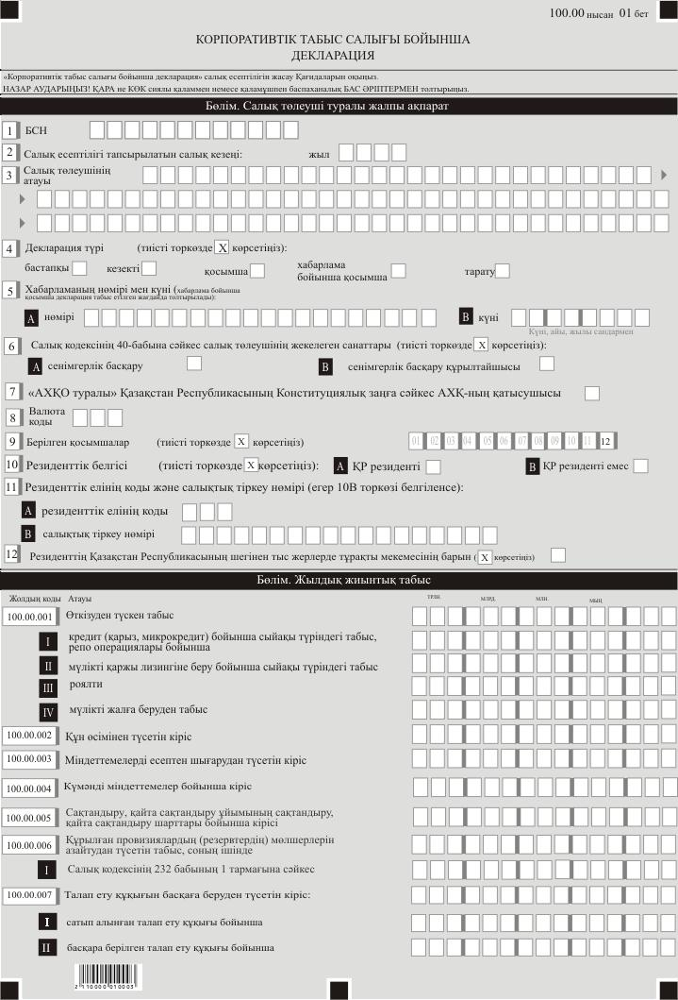 100.00 нысан 01 бет
КОРПОРАТИВТІК ТАБЫС САЛЫҒЫ БОЙЫНША
ДЕКЛАРАЦИЯ
«Корпоративтік табыс салығы бойынша декларация» салық есептілігін жасау Қағидаларын оқыңыз.
НАЗАР АУДАРЫҢЫЗ! ҚАРА не КӨК сиялы қаламмен немесе қаламұшпен баспаханалық БАС ӘРІПТЕРМЕН толтырыңыз.
Бөлім. Салық төлеуші туралы жалпы ақпарат
1 БСН
2 Салық есептілігі тапсырылатын салық кезеңі: жыл
3 Салық төлеушінің
атауы
4 Декларация түрі (тиісті торкөзде X көрсетіңіз):
бастапқы кезекті қосымша хабарлама
бойынша қосымша тарату
5 Хабарламаның нөмірі мен күні (хабарлама бойынша
қосымша декларация табыс етілген жағдайда толтырылады):
A нөмірі B күні
Күні, айы, жылы сандармен
6 Салық кодексінің 40-бабына сәйкес салық төлеушінің жекелеген санаттары (тиісті торкөзде X көрсетіңіз):
A сенімгерлік басқару B сенімгерлік басқару құрылтайшысы
7 «АХҚО туралы» Қазақстан Республикасының Конституциялық заңға сәйкес АХҚ-ның қатысушысы
8 Валюта
коды
9 Берілген қосымшалар (тиісті торкөзде X көрсетіңіз) 01 02 03 04 05 06 07 08 09 10 11 12
10 Резиденттік белгісі (тиісті торкөзде X көрсетіңіз): A ҚР резиденті B ҚР резиденті емес
11 Резиденттік елінің коды және салықтық тіркеу нөмірі (егер 10В торкөзі белгіленсе):
A резиденттік елінің коды
B салықтық тіркеу нөмірі
12 Резиденттің Қазақстан Республикасының шегінен тыс жерлерде тұрақты мекемесінің барын ( X көрсетіңіз)
Бөлім. Жылдық жиынтық табыс
Жолдың коды Атауы ТРЛН. МЛРД. МЛН. МЫҢ
100.00.001 Өткізуден түскен табыс
I кредит (қарыз, микрокредит) бойынша сыйақы түріндегі табыс,
репо операциялары бойынша
II мүлікті қаржы лизингіне беру бойынша сыйақы түріндегі табыс
III роялти
IV мүлікті жалға беруден табыс
100.00.002 Құн өсімінен түсетін кіріс
100.00.003 Міндеттемелерді есептен шығарудан түсетін кіріс
100.00.004 Күмәнді міндеттемелер бойынша кіріс
100.00.005 Сақтандыру, қайта сақтандыру ұйымының сақтандыру,
қайта сақтандыру шарттары бойынша кірісі
100.00.006 Құрылған провизиялардың (резервтердің) мөлшерлерін
азайтудан түсетін табыс, соның ішінде
I Салық кодексінің 232 бабының 1 тармағына сәйкес
100.00.007 Талап ету құқығын басқаға беруден түсетін кіріс:
I сатып алынған талап ету құқығы бойынша
II басқара берілген талап ету құқығы бойынша
2 110000 010003